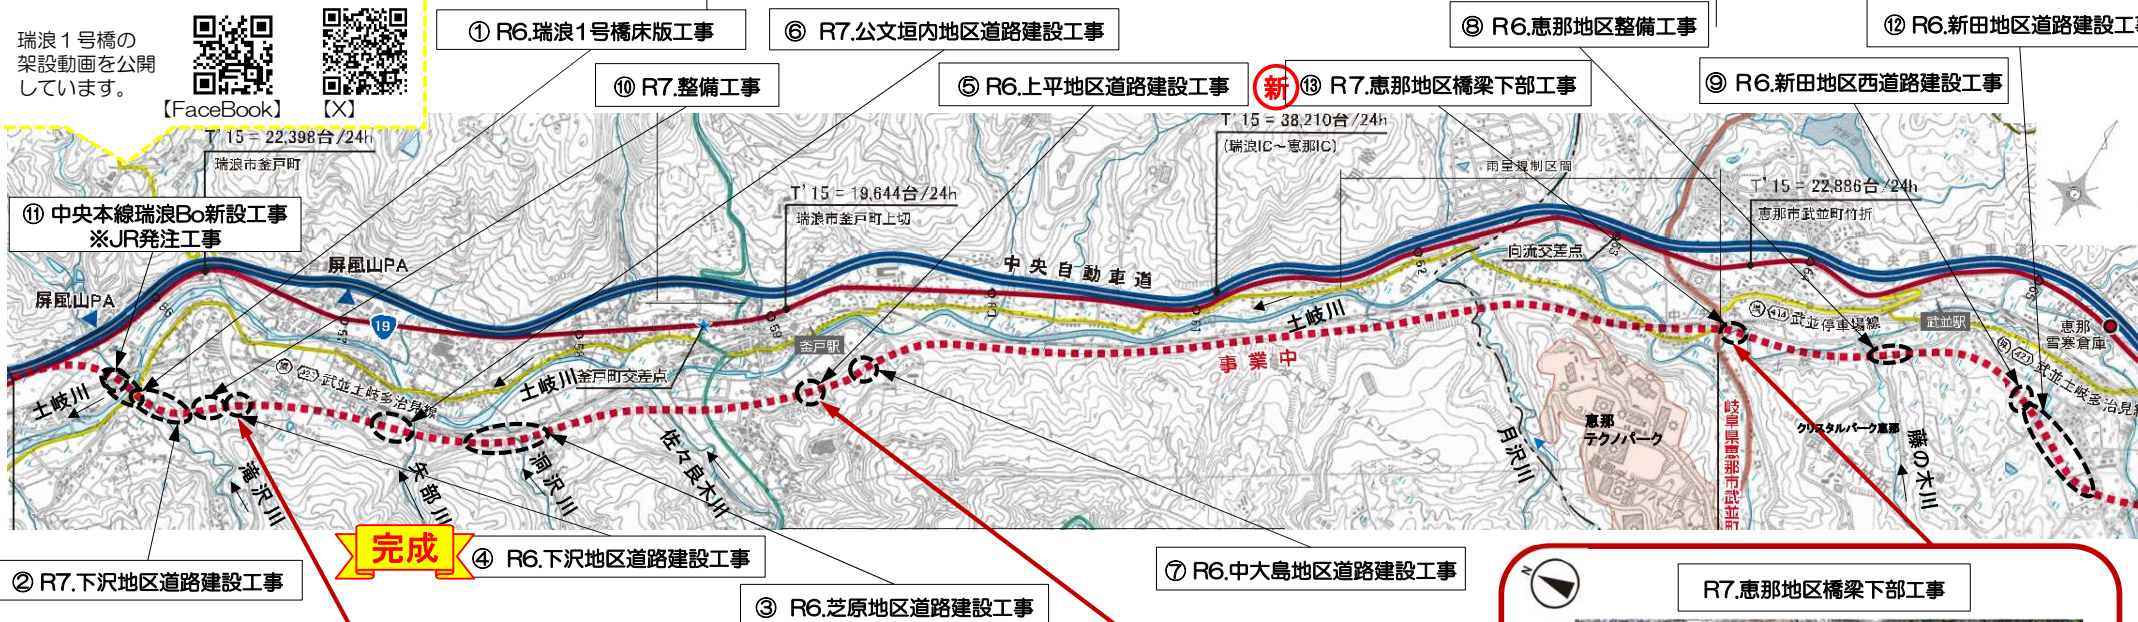 瑞浪1号橋の
架設動画を公開
しています。
【FaceBook】
【X】
① R6.瑞浪1号橋床版工事
⑥ R7.公文垣内地区道路建設工事
⑧ R6.恵那地区整備工事
⑫ R6.新田地区道路建設工事
⑩ R7.整備工事
⑤ R6.上平地区道路建設工事
新
⑬ R7.恵那地区橋梁下部工事
⑨ R6.新田地区西道路建設工事
T'15 = 22,398台/24h
瑞浪市釜戸町
T'15 = 38,210台/24h
(瑞浪IC～恵那IC)
雨量規制区間
T'15 = 19,644台/24h
瑞浪市釜戸町上切
T'15 = 22,886台/24h
恵那市武並町竹折
⑪ 中央本線瑞浪Bo新設工事
※JR発注工事
屏風山PA
屏風山PA
中央自動車道
向流交差点
19
釜戸駅
土岐川
武並停車場線
武並駅
恵那
雪寒倉庫
事業中
土岐川
武並土岐多治見線
土岐川
釜戸町交差点
武並土岐多治見線
恵那
テクノパーク
クリスタルパーク恵那
岐阜県恵那市武並町
滝沢川
矢部川
洞沢川
佐々良木川
月沢川
藤の木川
完成
② R7.下沢地区道路建設工事
④ R6.下沢地区道路建設工事
③ R6.芝原地区道路建設工事
⑦ R6.中大島地区道路建設工事
N
R7.恵那地区橋梁下部工事